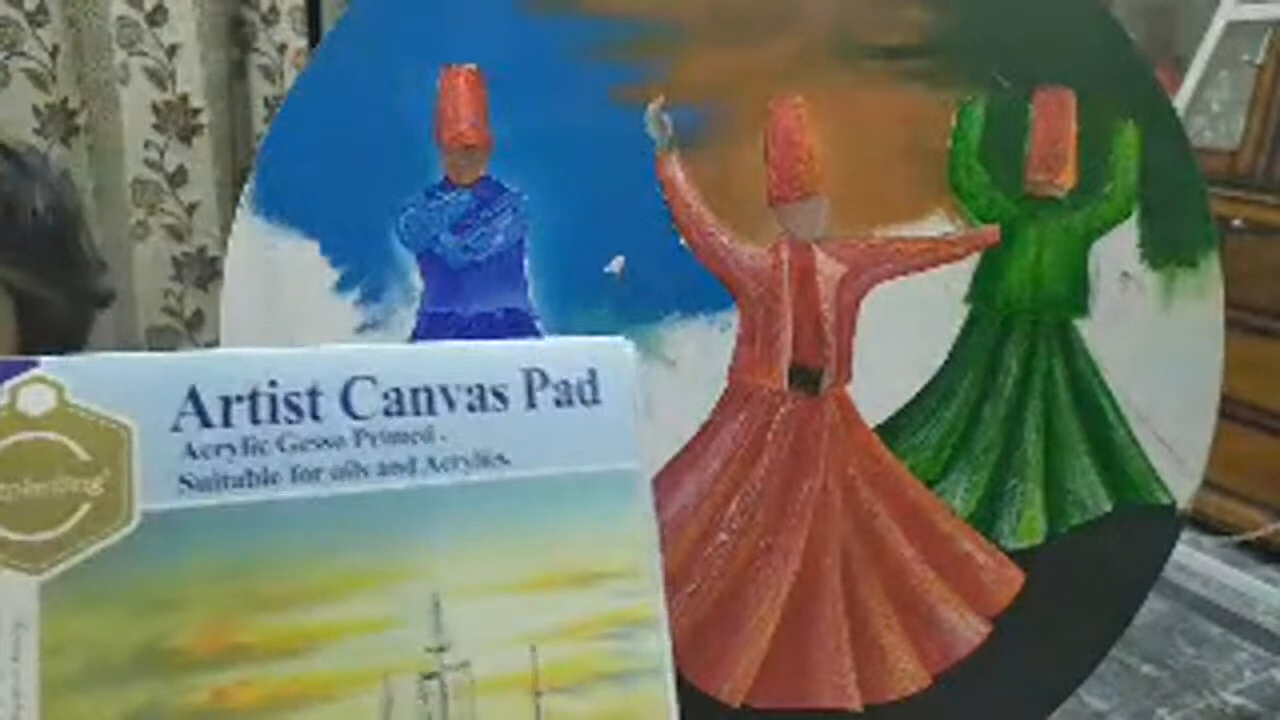 Artist Canvas Pad
Acrylic Gesso Primed .
Suitable for oils and Acrylics.